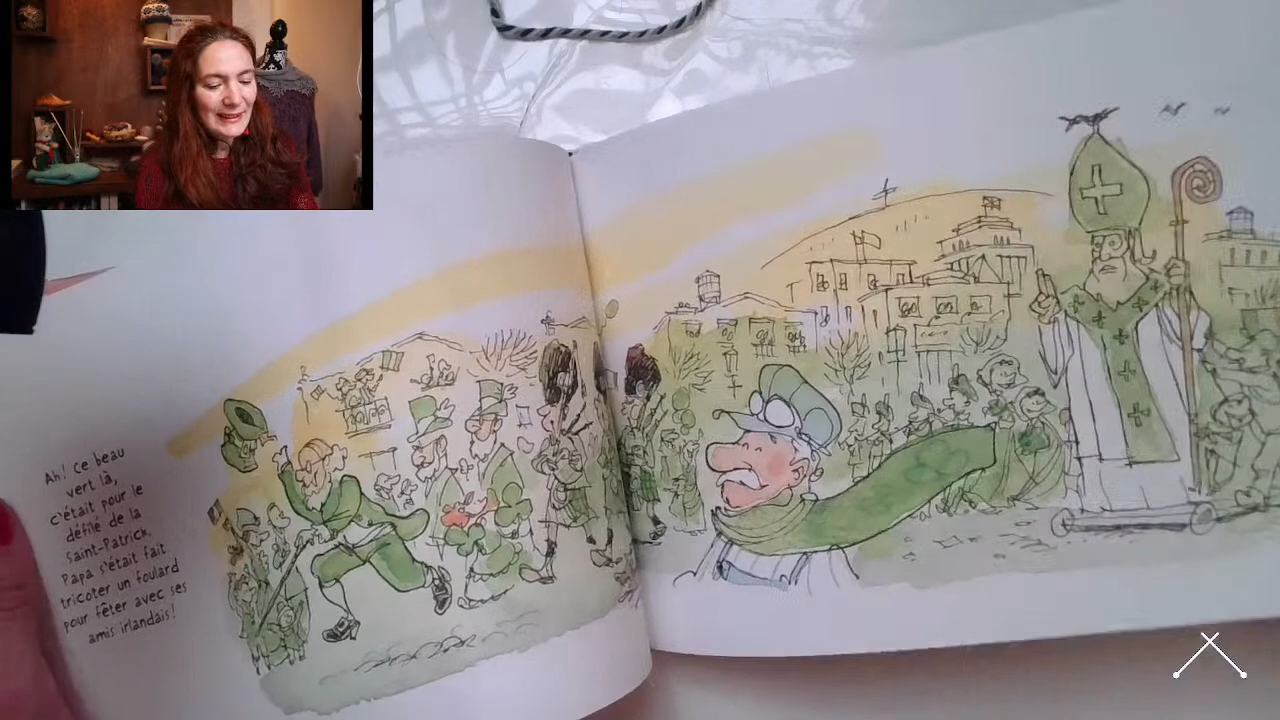 Ah! Ce beau
vert là,
c'était pour le
défilé de la
Saint-Patrick.
Papa s'était fait
tricoter un foulard
pour fêter avec ses
amis irlandais!